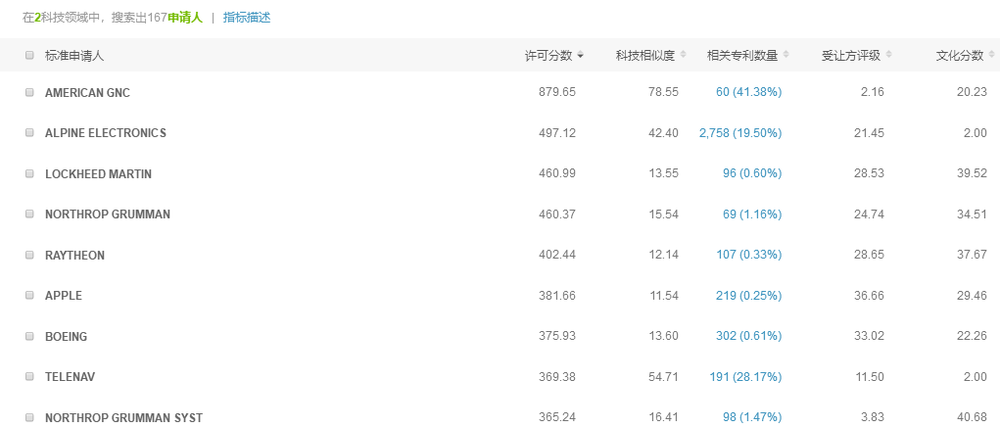 在2科技领域中，搜索出167申请人 | 指标描述
标准申请人 许可分数 科技相似度 相关专利数量 受让方评级 文化分数
AMERICAN GNC 879.65 78.55 60 (41.38%) 2.16 20.23
ALPINE ELECTRONICS 497.12 42.40 2,758 (19.50%) 21.45 2.00
LOCKHEED MARTIN 460.99 13.55 96 (0.60%) 28.53 39.52
NORTHROP GRUMMAN 460.37 15.54 69 (1.16%) 24.74 34.51
RAYTHEON 402.44 12.14 107 (0.33%) 28.65 37.67
APPLE 381.66 11.54 219 (0.25%) 36.66 29.46
BOEING 375.93 13.60 302 (0.61%) 33.02 22.26
TELENAV 369.38 54.71 191 (28.17%) 11.50 2.00
NORTHROP GRUMMAN SYST 365.24 16.41 98 (1.47%) 3.83 40.68